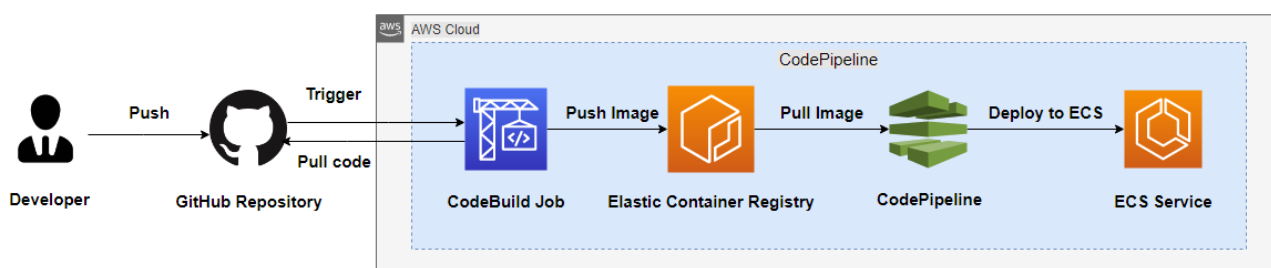 aws
AWS Cloud
CodePipeline
Push
Trigger
Pull code
Push Image
Pull Image
Deploy to ECS
Developer
GitHub Repository
CodeBuild Job
Elastic Container Registry
CodePipeline
ECS Service